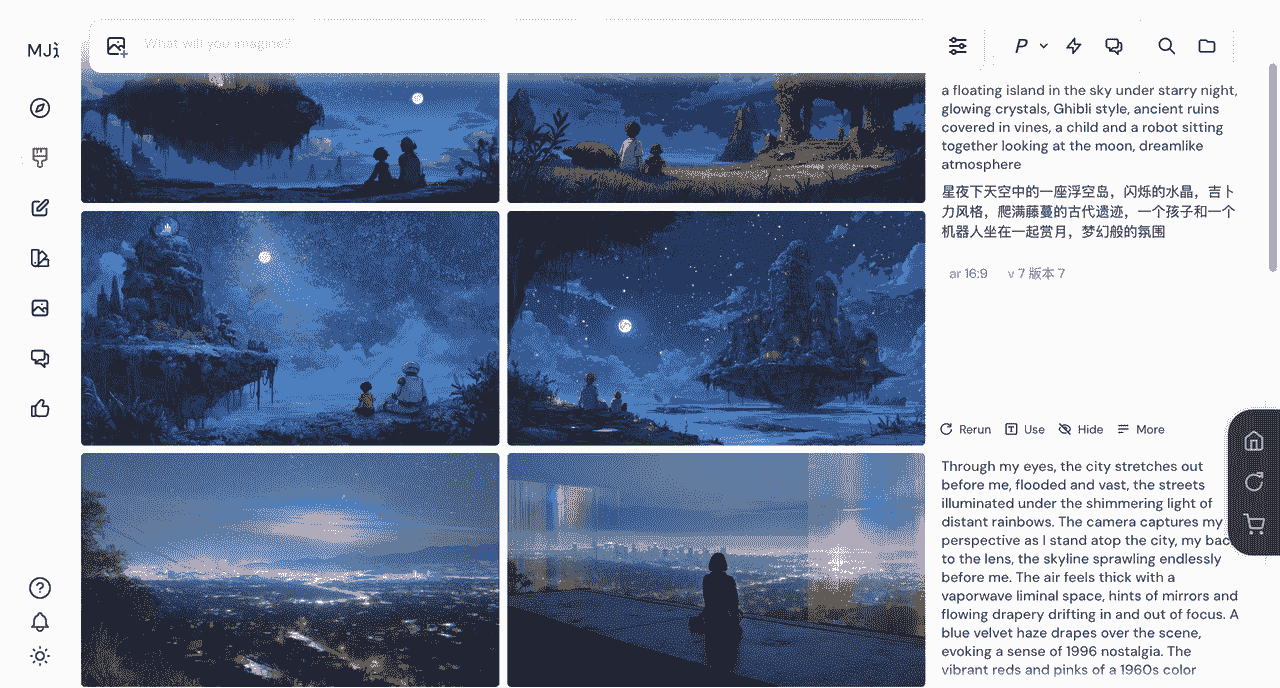 MJi
What will you imagine?
P
a floating island in the sky under starry night,
glowing crystals, Ghibli style, ancient ruins
covered in vines, a child and a robot sitting
together looking at the moon, dreamlike
atmosphere
星夜下天空中的一座浮空岛，闪烁的水晶，吉卜
力风格，爬满藤蔓的古代遗迹，一个孩子和一个
机器人坐在一起赏月，梦幻般的氛围
ar 16:9 v 7 版本 7
Rerun Use Hide More
Through my eyes, the city stretches out
before me, flooded and vast, the streets
illuminated under the shimmering light of
distant rainbows. The camera captures my
perspective as I stand atop the city, my bac
to the lens, the skyline sprawling endlessly
before me. The air feels thick with a
vaporwave liminal space, hints of mirrors and
flowing drapery drifting in and out of focus. A
blue velvet haze drapes over the scene,
evoking a sense of 1996 nostalgia. The
vibrant reds and pinks of a 1960s color